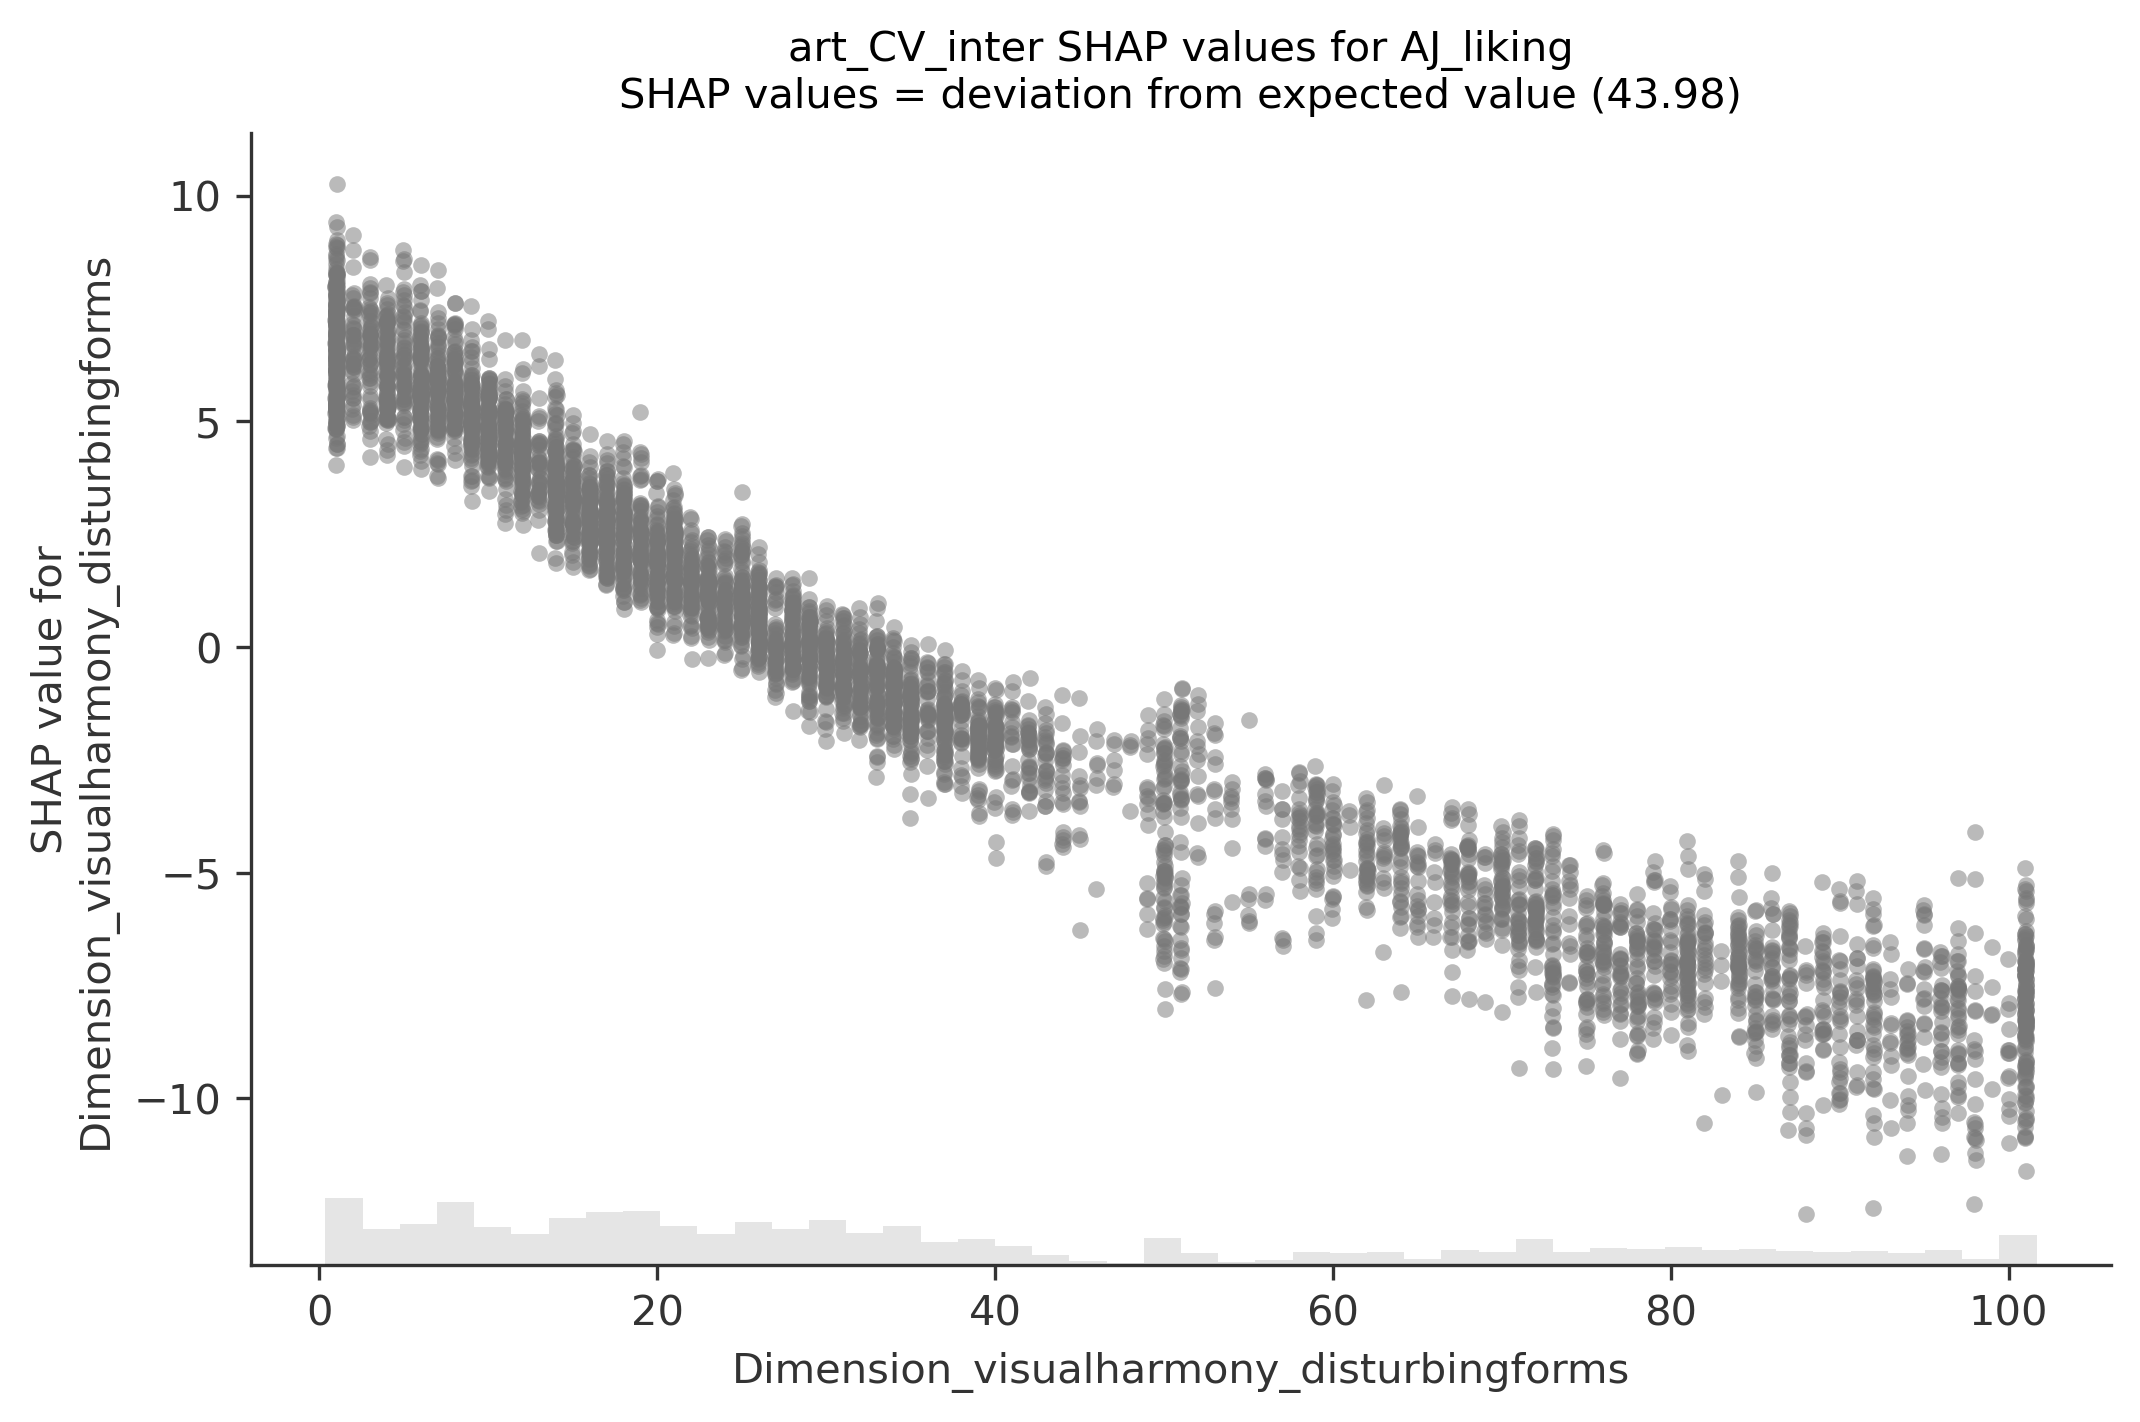 art_CV_inter SHAP values for AJ_liking
SHAP values = deviation from expected value (43.98)
SHAP value for
Dimension_visualharmony_disturbingforms
10
5
0
−5
−10
0 20 40 60 80 100
Dimension_visualharmony_disturbingforms